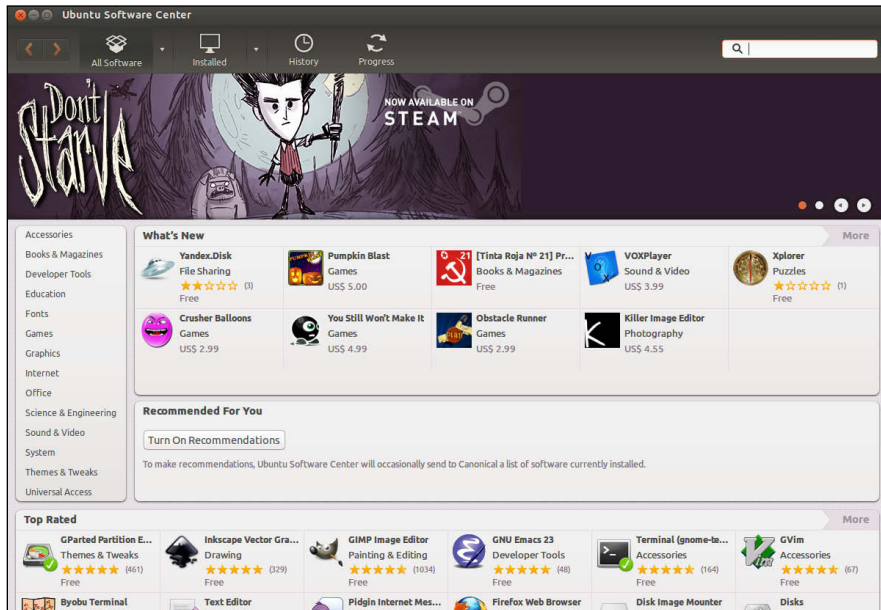 Ubuntu Software Center
All Software
Installed
History
Progress
Don't
Starve
NOW AVAILABLE ON
STEAM
Accessories
Books & Magazines
Developer Tools
Education
Fonts
Games
Graphics
Internet
Office
Science & Engineering
Sound & Video
System
Themes & Tweaks
Universal Access
What's New
More
Yandex.Disk
File Sharing
(3)
Free
Pumpkin Blast
Games
US$ 5.00
[Tinta Roja Nº 21] Pr...
Books & Magazines
Free
VOXPlayer
Sound & Video
US$ 3.99
Xplorer
Puzzles
(1)
Free
Crusher Balloons
Games
US$ 2.99
You Still Won't Make It
Games
US$ 4.99
Obstacle Runner
Games
US$ 2.99
Killer Image Editor
Photography
US$ 4.55
Recommended For You
Turn On Recommendations
To make recommendations, Ubuntu Software Center will occasionally send to Canonical a list of software currently installed.
Top Rated
More
GParted Partition E...
Themes & Tweaks
(461)
Free
Inkscape Vector Gra...
Drawing
(329)
Free
GIMP Image Editor
Painting & Editing
(1034)
Free
GNU Emacs 23
Developer Tools
(48)
Free
Terminal (gnome-te...
Accessories
(164)
Free
GVim
Accessories
(67)
Free
Byobu Terminal
Text Editor
Pidgin Internet Mes...
Firefox Web Browser
Disk Image Mounter
Disks